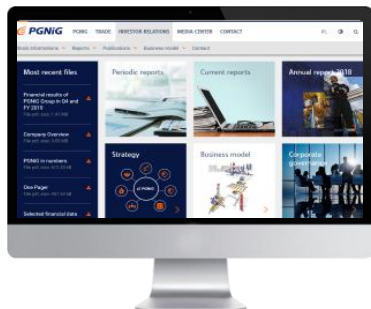 PGNiG
PGNIG TRADE INVESTOR RELATIONS MEDIA CENTER CONTACT PL
Reports Publications Business model Contact
Most recent files
Periodic reports
Current reports
Annual report 2018
Financial results of
PGNiG Group in Q4 and
FY 2019
Company Overview
PGNiG in numbers
One Pager
Selected financial data
Strategy
PGNiG
Business model
Corporate
governance